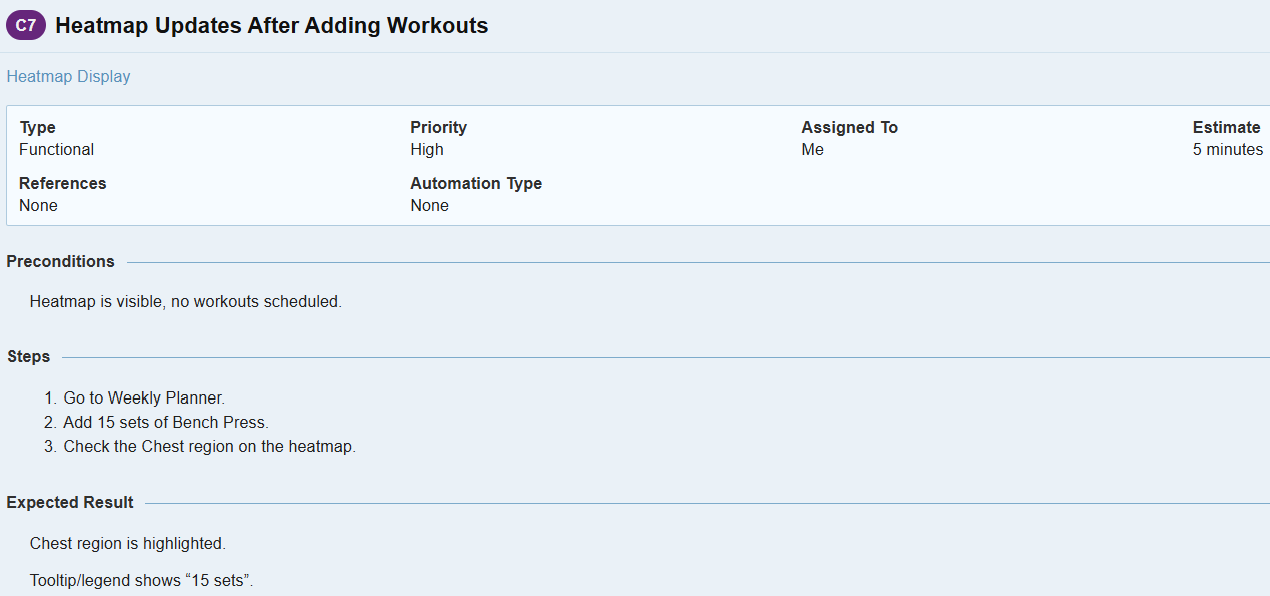 C7 Heatmap Updates After Adding Workouts
Heatmap Display
Type Priority Assigned To Estimate
Functional High Me 5 minutes
References Automation Type
None None
Preconditions
Heatmap is visible, no workouts scheduled.
Steps
1. Go to Weekly Planner.
2. Add 15 sets of Bench Press.
3. Check the Chest region on the heatmap.
Expected Result
Chest region is highlighted.
Tooltip/legend shows “15 sets”.